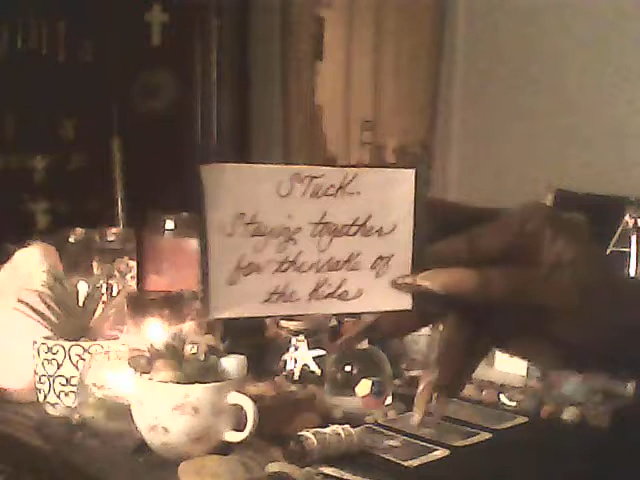 Stuck.
Staying together
for the sake of
the kids